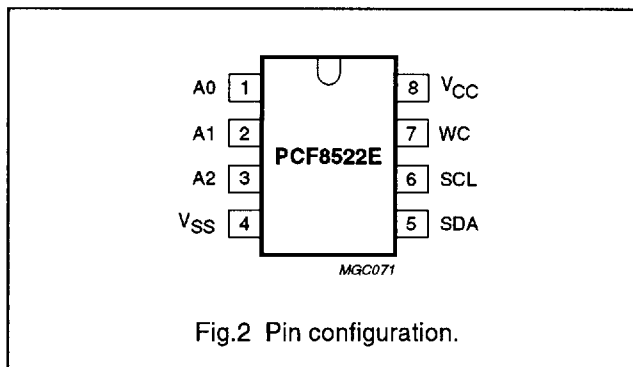 A0 1 8 VCC
A1 2 7 WC
PCF8522E
A2 3 6 SCL
VSS 4 5 SDA
MGC071
Fig.2 Pin configuration.